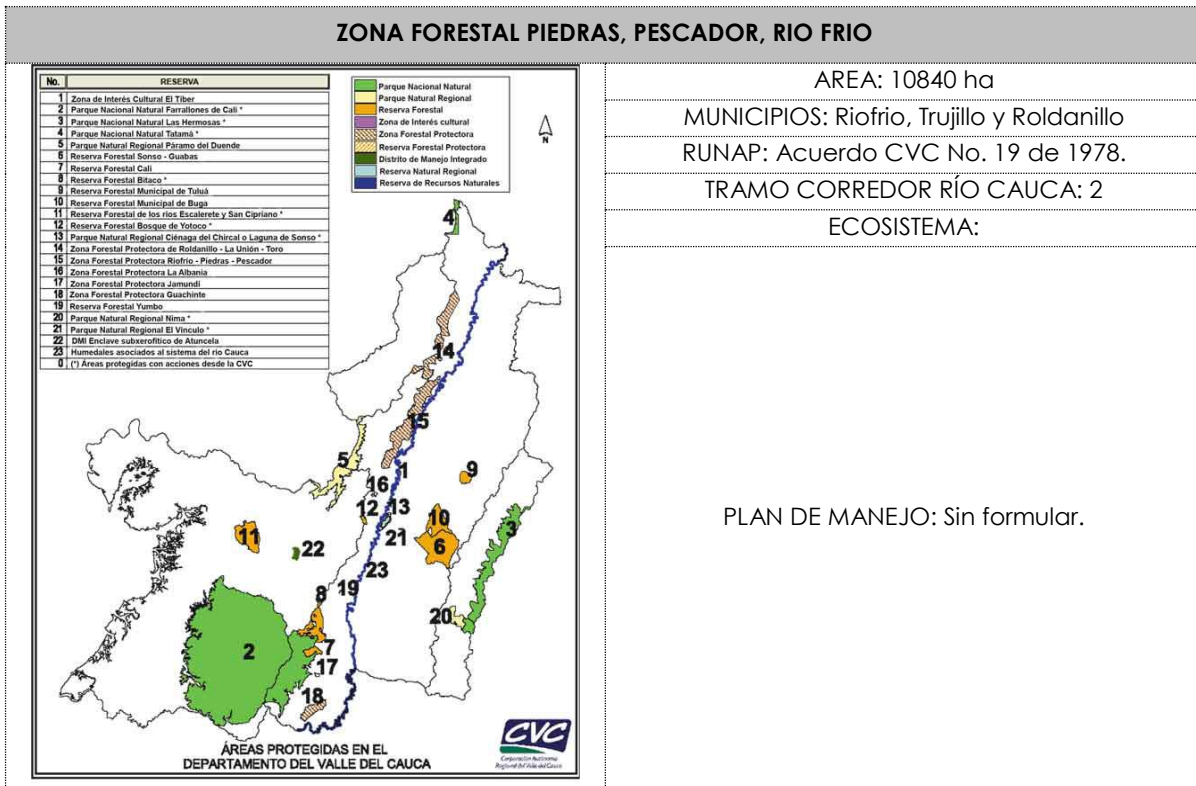 ZONA FORESTAL PIEDRAS, PESCADOR, RIO FRIO
No. RESERVA
1 Zona de Interés Cultural El Tiber
2 Parque Nacional Natural Farrallones de Cali *
3 Parque Nacional Natural Las Hermosas *
4 Parque Nacional Natural Tatamá *
5 Parque Natural Regional Páramo del Duende
6 Reserva Forestal Sonso - Guabas
7 Reserva Forestal Cali
8 Reserva Forestal Bitaco *
9 Reserva Forestal Municipal de Tuluá
10 Reserva Forestal Municipal de Buga
11 Reserva Forestal de los rios Escalerete y San Cipriano *
12 Reserva Forestal Bosque de Yotoco *
13 Parque Natural Regional Ciénaga del Chircal o Laguna de Sonso *
14 Zona Forestal Protectora de Roldanillo - La Unión - Toro
15 Zona Forestal Protectora Riofrio - Piedras - Pescador
16 Zona Forestal Protectora La Albania
17 Zona Forestal Protectora Jamundí
18 Zona Forestal Protectora Guachinte
19 Reserva Forestal Yumbo
20 Parque Natural Regional Nima *
21 Parque Natural Regional El Vinculo *
22 DMI Enclave subxerofitico de Atuncela
23 Humedales asociados al sistema del rio Cauca
0 (*) Áreas protegidas con acciones desde la CVC
Parque Nacional Natural
Parque Natural Regional
Reserva Forestal
Zona de Interés cultural
Zona Forestal Protectora
Reserva Forestal Protectora
Distrito de Manejo Integrado
Reserva Natural Regional
Reserva de Recursos Naturales
N
4
14
15
5
1
16
9
12
13
10
3
11
22
21
6
23
19
8
20
2
7
17
18
CVC
Corporación Autónoma
Regional del Valle del Cauca
ÁREAS PROTEGIDAS EN EL
DEPARTAMENTO DEL VALLE DEL CAUCA
AREA: 10840 ha
MUNICIPIOS: Riofrio, Trujillo y Roldanillo
RUNAP: Acuerdo CVC No. 19 de 1978.
TRAMO CORREDOR RÍO CAUCA: 2
ECOSISTEMA:
PLAN DE MANEJO: Sin formular.